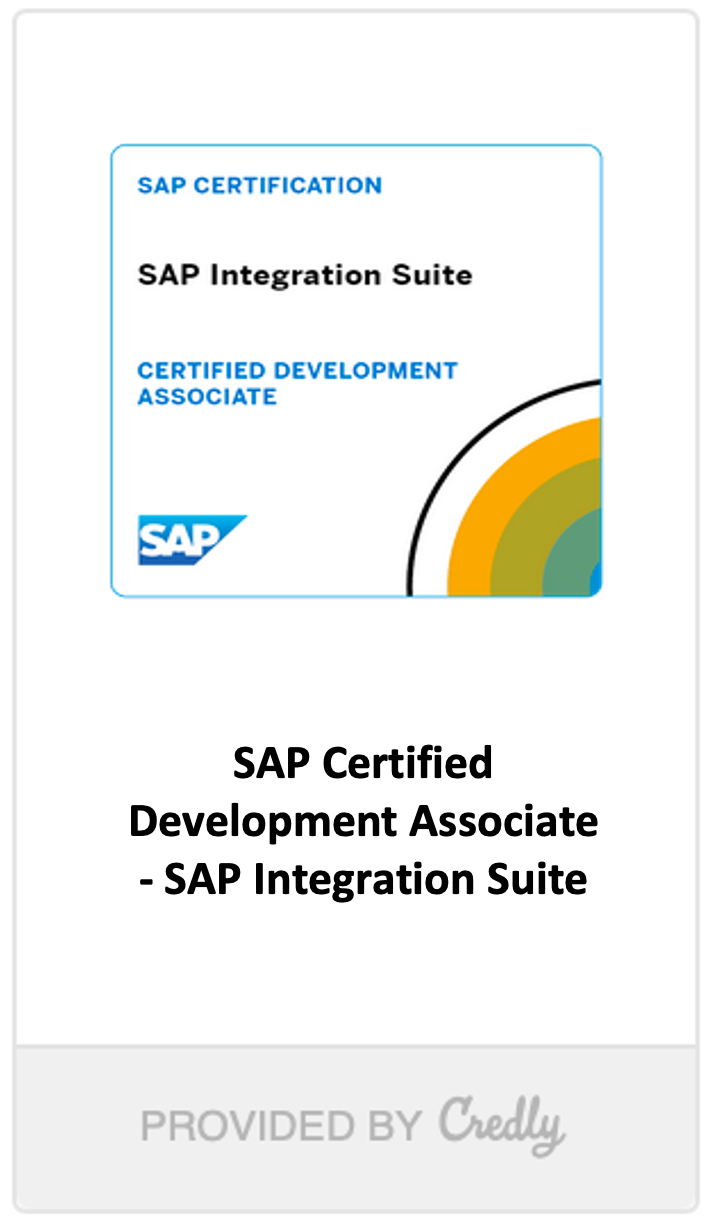 SAP CERTIFICATION
SAP Integration Suite
CERTIFIED DEVELOPMENT
ASSOCIATE
SAP
SAP Certified
Development Associate
- SAP Integration Suite
PROVIDED BY Credly